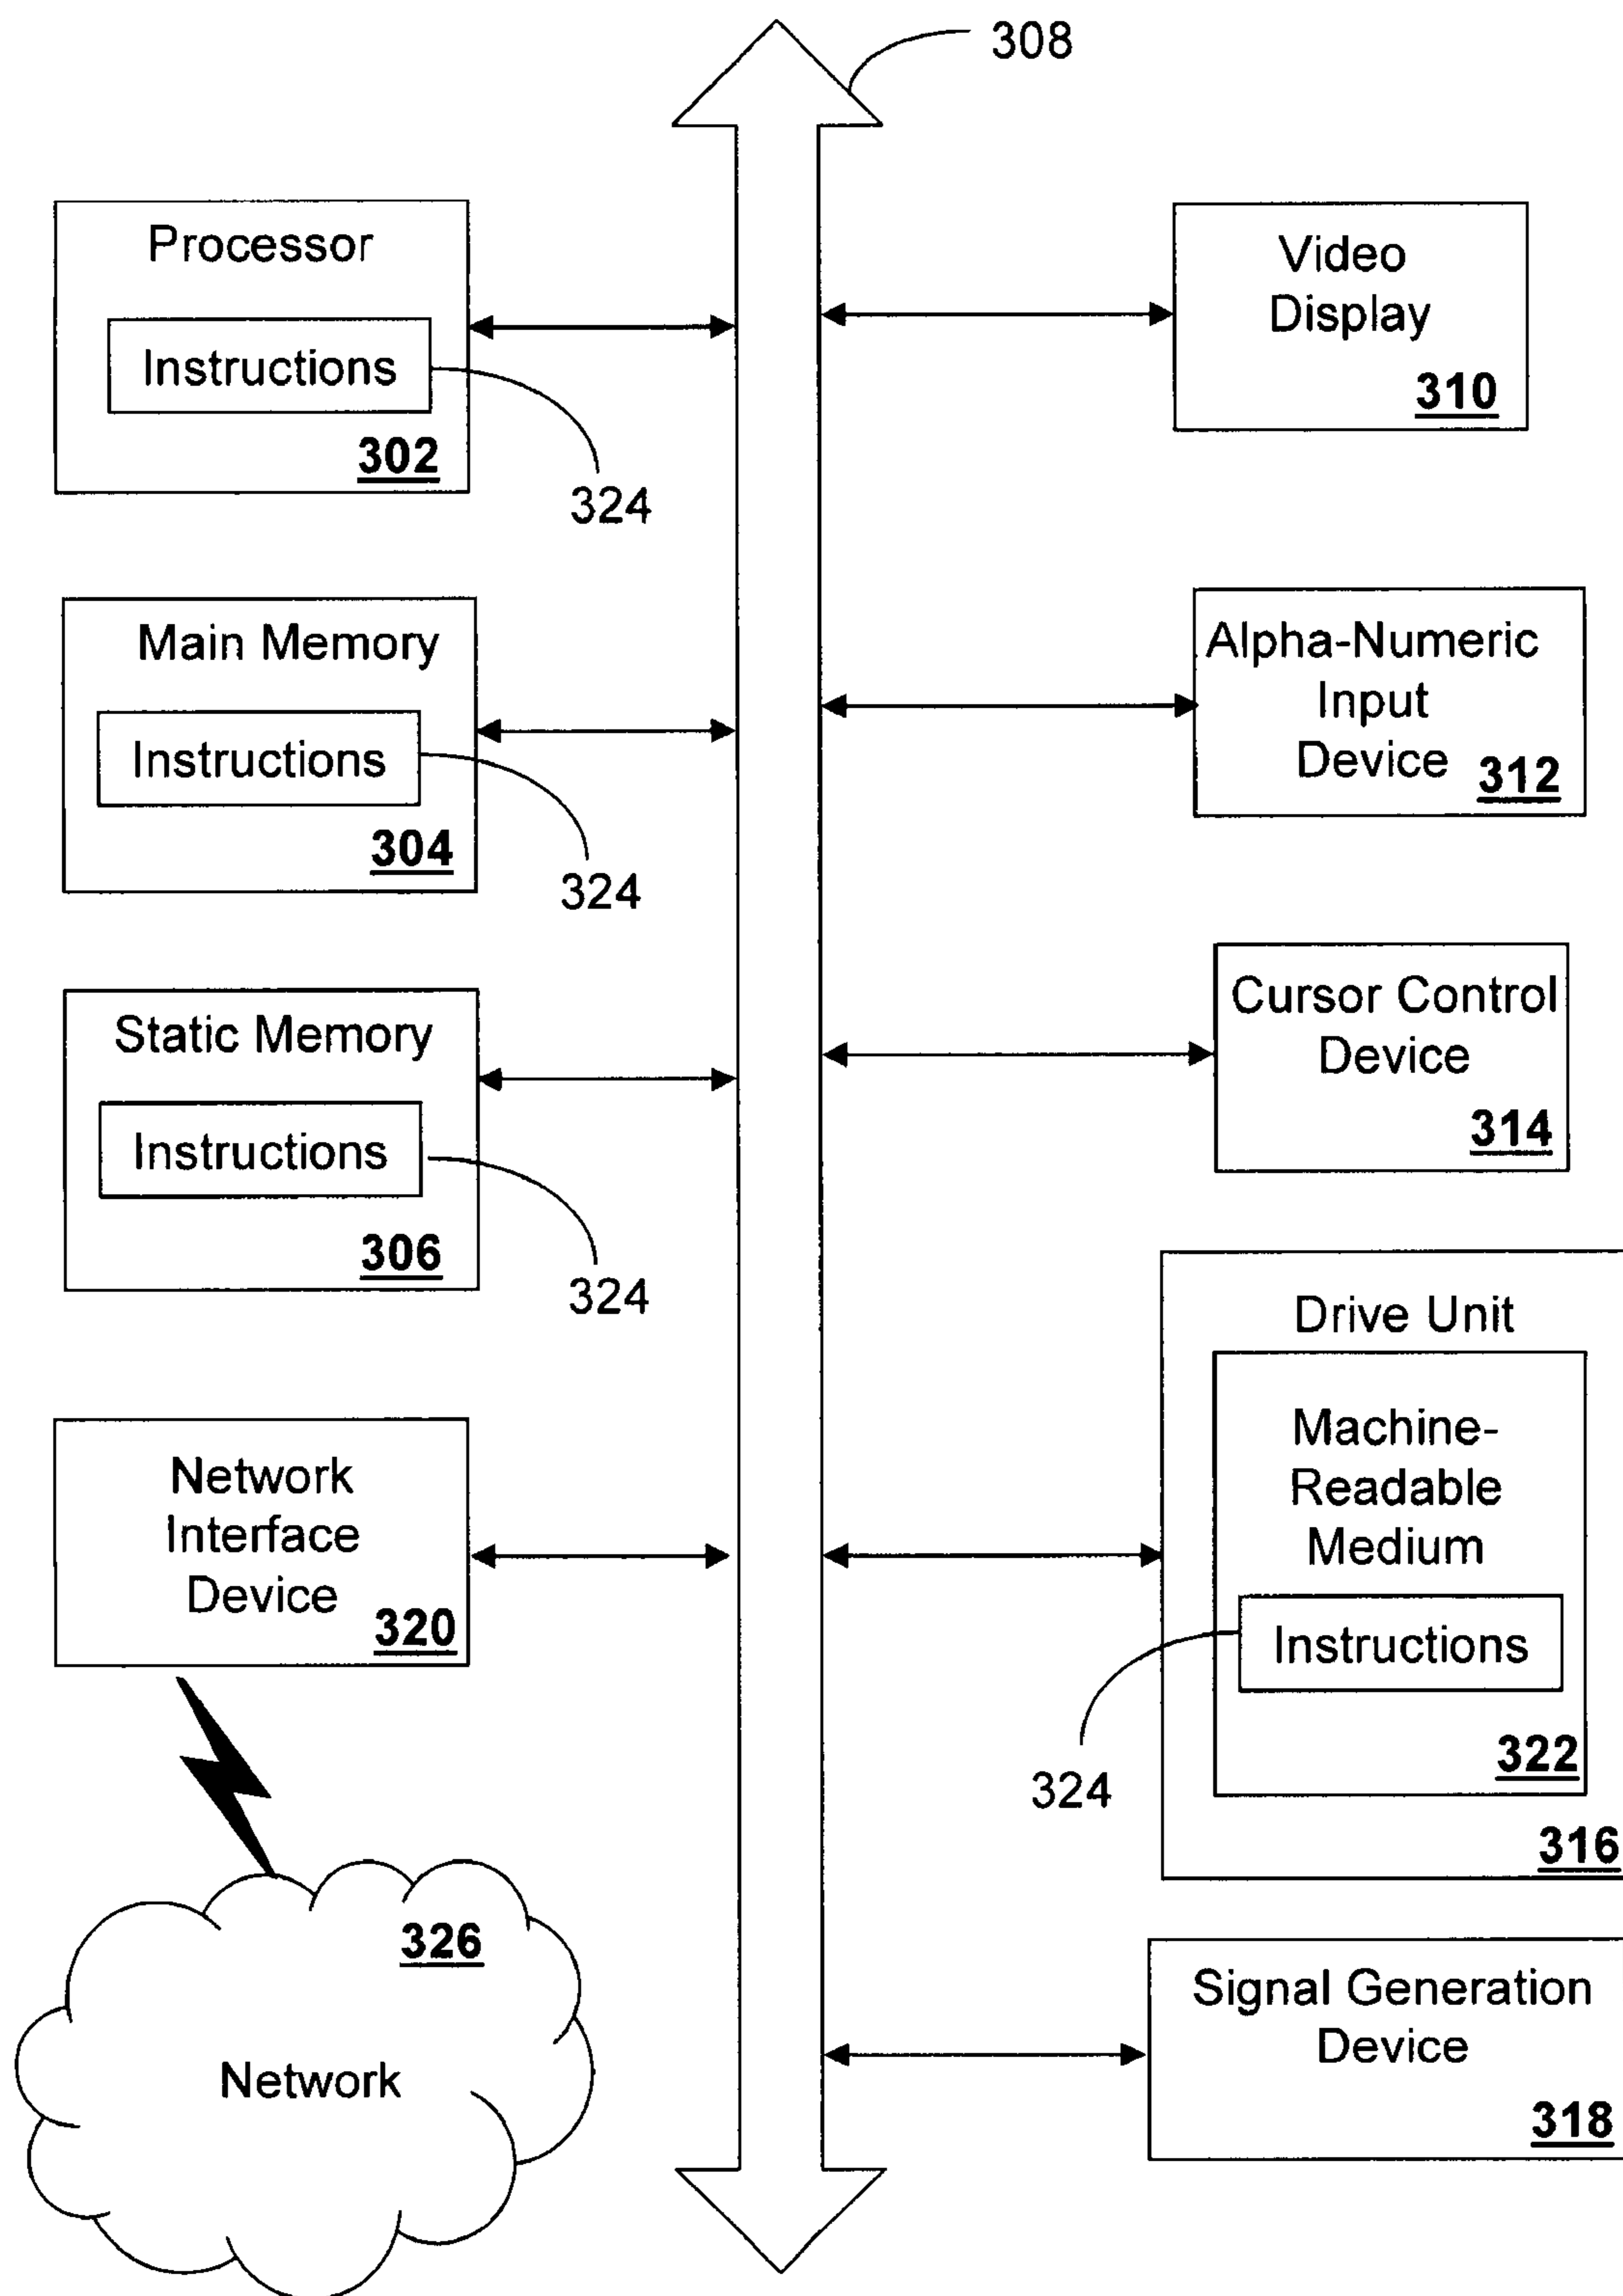 308
Processor
Instructions
302
324
Main Memory
Instructions
304
324
Static Memory
Instructions
306
324
Network
Interface
Device
320
326
Network
Video
Display
310
Alpha-Numeric
Input
Device
312
Cursor Control
Device
314
Drive Unit
Machine-
Readable
Medium
Instructions
324
322
316
Signal Generation
Device
318